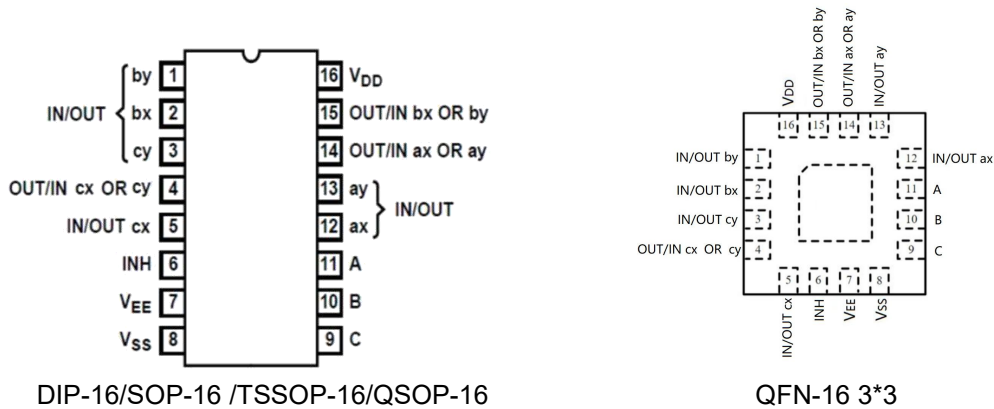 by 1
IN/OUT bx 2
cy 3
OUT/IN cx OR cy 4
IN/OUT cx 5
INH 6
VEE 7
VSS 8
16 VDD
15 OUT/IN bx OR by
14 OUT/IN ax OR ay
13 ay
IN/OUT
12 ax
11 A
10 B
9 C
DIP-16/SOP-16 /TSSOP-16/QSOP-16
VDD
OUT/IN bx OR by
OUT/IN ax OR ay
IN/OUT ay
16 15 14 13
IN/OUT by 1
IN/OUT bx 2
IN/OUT cy 3
OUT/IN cx OR cy 4
12 IN/OUT ax
11 A
10 B
9 C
5 6 7 8
IN/OUT cx
INH
VEE
VSS
QFN-16 3*3